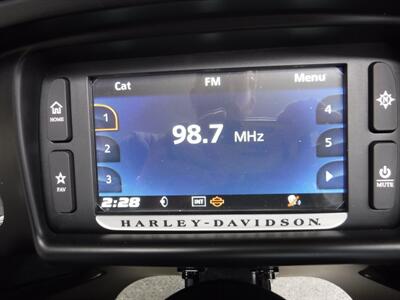 Cat FM Menu
1 4
98.7 MHz
2 5
3
2:28 INT
HARLEY-DAVIDSON
HOME
FAV
N
MUTE